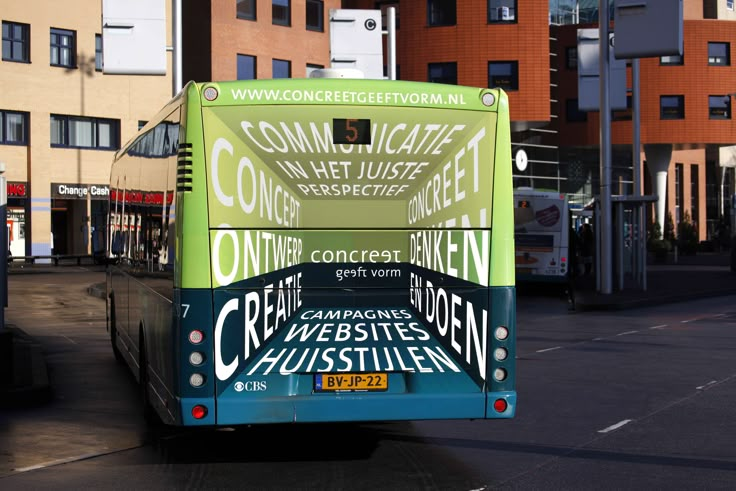 WWW.CONCREETGEEFTVORM.NL
COMMUNICATIE
5
IN HET JUISTE
PERSPECTIEF
CONCEPT
ONTWERP
CREATIE
concreet
geeft vorm
CONCREET
DENKEN
EN DOEN
CAMPAGNES
WEBSITES
HUISSTIJLEN
7
CBS
BV-JP-22
Change Cash
2